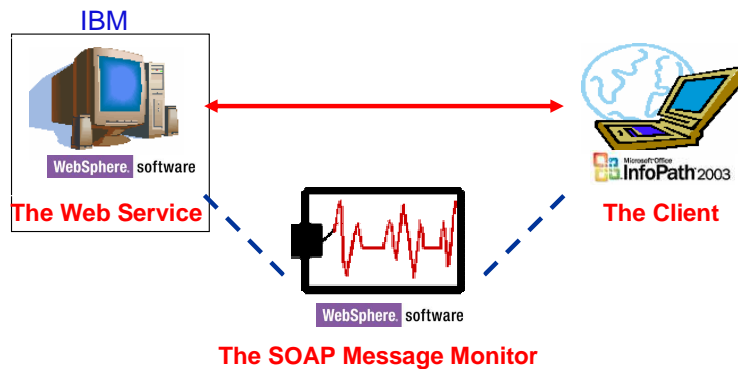 IBM
WebSphere. software
Microsoft Office
InfoPath 2003
The Web Service
The Client
WebSphere. software
The SOAP Message Monitor